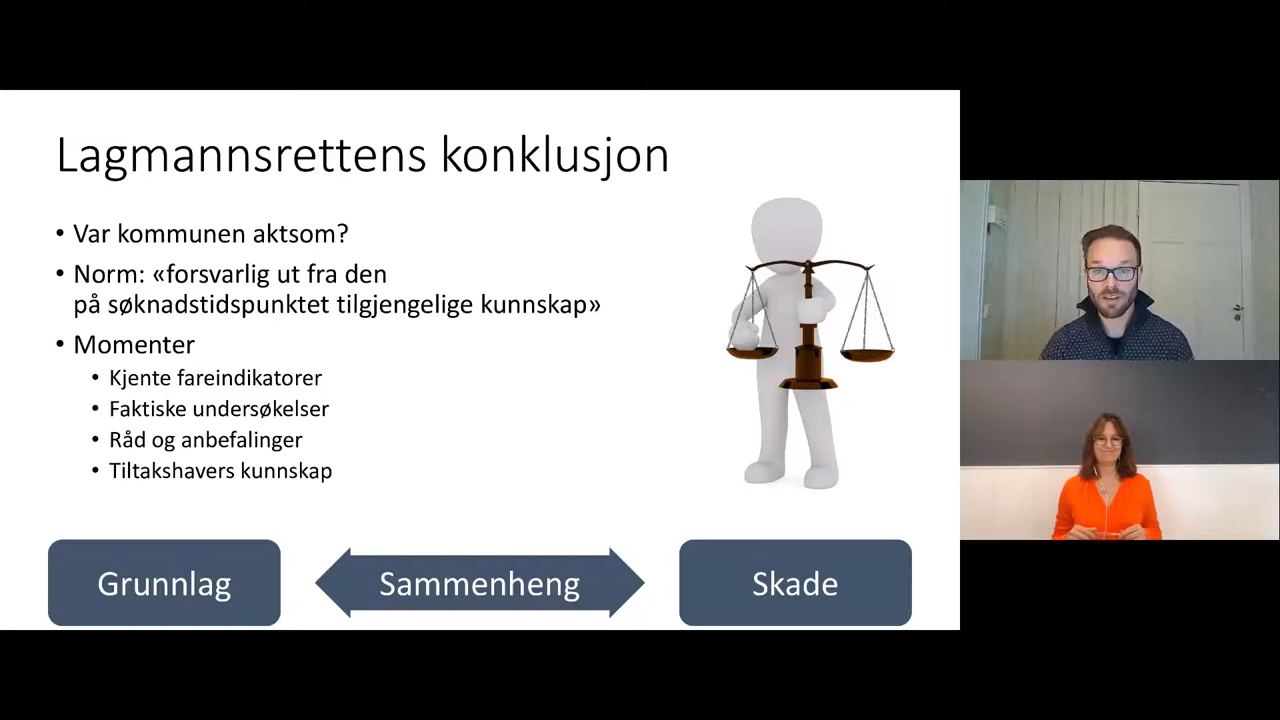 Lagmannsrettens konklusjon
• Var kommunen aktsom?
• Norm: «forsvarlig ut fra den
på søknadstidspunktet tilgjengelige kunnskap»
• Momenter
• Kjente fareindikatorer
• Faktiske undersøkelser
• Råd og anbefalinger
• Tiltakshavers kunnskap
Grunnlag
Sammenheng
Skade